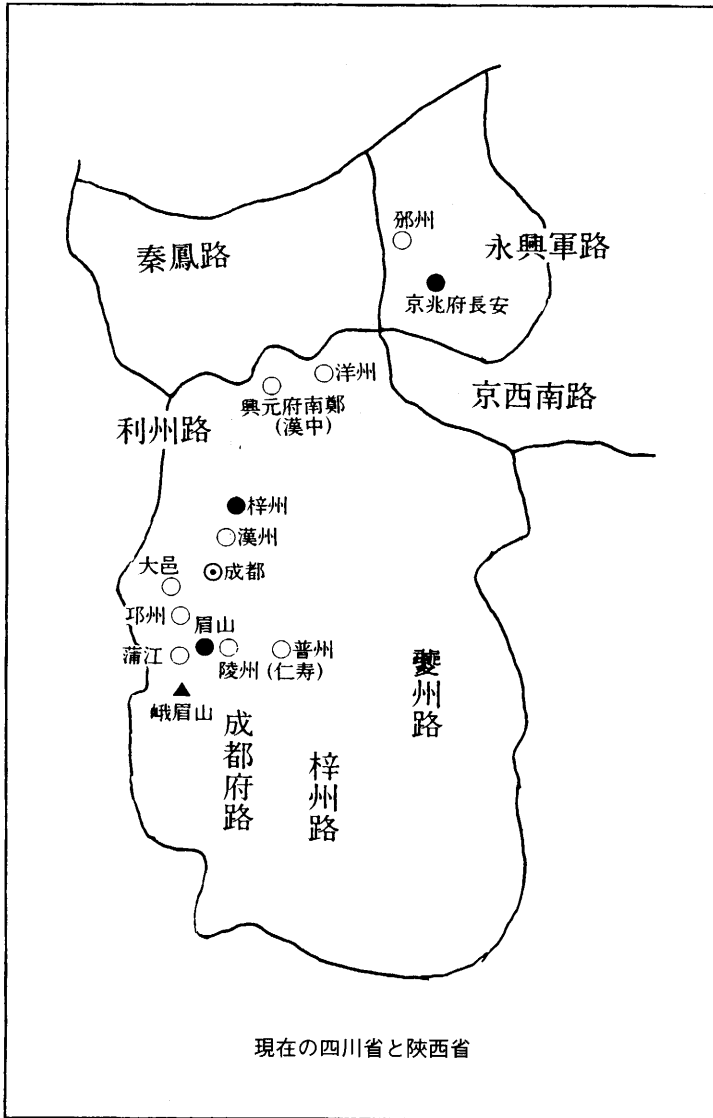 邠州
永興軍路
秦鳳路
京兆府長安
洋州
興元府南鄭
(漢中)
京西南路
利州路
梓州
漢州
大邑
成都
邛州
眉山
蒲江
陵州(仁寿)
普州
夔州路
峨眉山
成都府路
梓州路
現在の四川省と陝西省